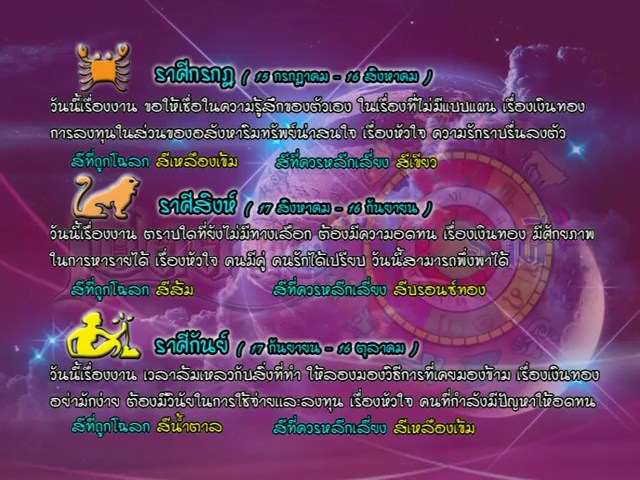 ราศีกรกฎ ( 15 กรกฎาคม - 16 สิงหาคม )
วันนี้เรื่องงาน ขอให้เชื่อในความรู้สึกของตัวเอง ในเรื่องที่ไม่มีแบบแผน เรื่องเงินทอง
การลงทุนในส่วนของอสังหาริมทรัพย์น่าสนใจ เรื่องหัวใจ ความรักราบรื่นลงตัว
สีที่ถูกโฉลก สีเหลืองเข้ม สีที่ควรหลีกเลี่ยง สีเขียว
ราศีสิงห์ ( 17 สิงหาคม - 16 กันยายน )
วันนี้เรื่องงาน ตราบใดที่ยังไม่มีทางเลือก ต้องมีความอดทน เรื่องเงินทอง มีศักยภาพ
ในการหารายได้ เรื่องหัวใจ คนมีคู่ คนรักได้เปรียบ วันนี้สามารถพึ่งพาได้
สีที่ถูกโฉลก สีส้ม สีที่ควรหลีกเลี่ยง สีบรอนซ์ทอง
ราศีกันย์ ( 17 กันยายน - 16 ตุลาคม )
วันนี้เรื่องงาน เวลาล้มเหลวกับสิ่งที่ทำ ให้ลองมองวิธีการที่เคยมองข้าม เรื่องเงินทอง
อย่ามักง่าย ต้องมีวินัยในการใช้จ่ายและลงทุน เรื่องหัวใจ คนที่กำลังมีปัญหาให้อดทน
สีที่ถูกโฉลก สีน้ำตาล สีที่ควรหลีกเลี่ยง สีเหลืองเข้ม